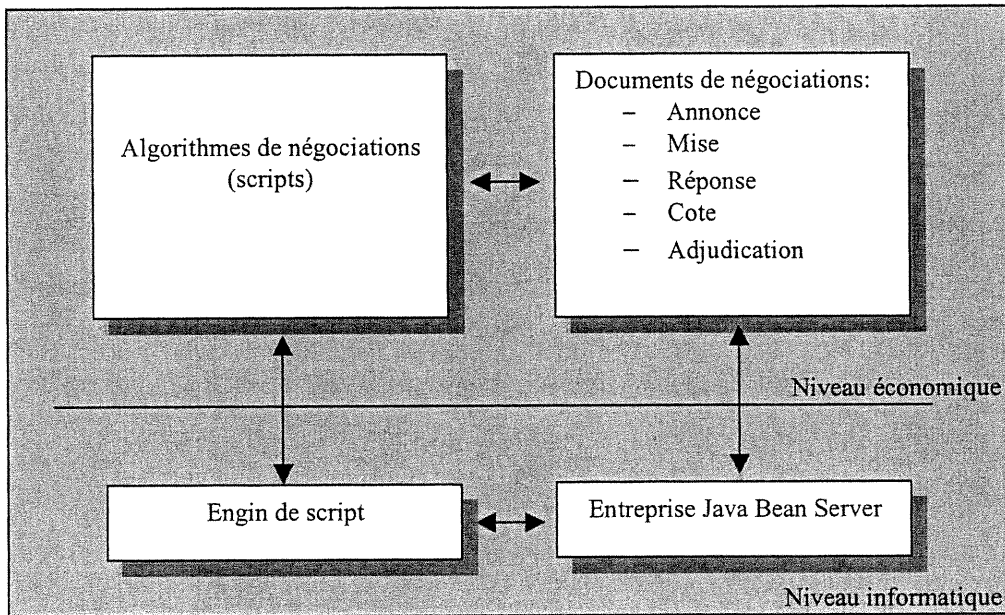 Algorithmes de négociations
(scripts)
Documents de négociations:
– Annonce
– Mise
– Réponse
– Cote
– Adjudication
Niveau économique
Engin de script
Entreprise Java Bean Server
Niveau informatique